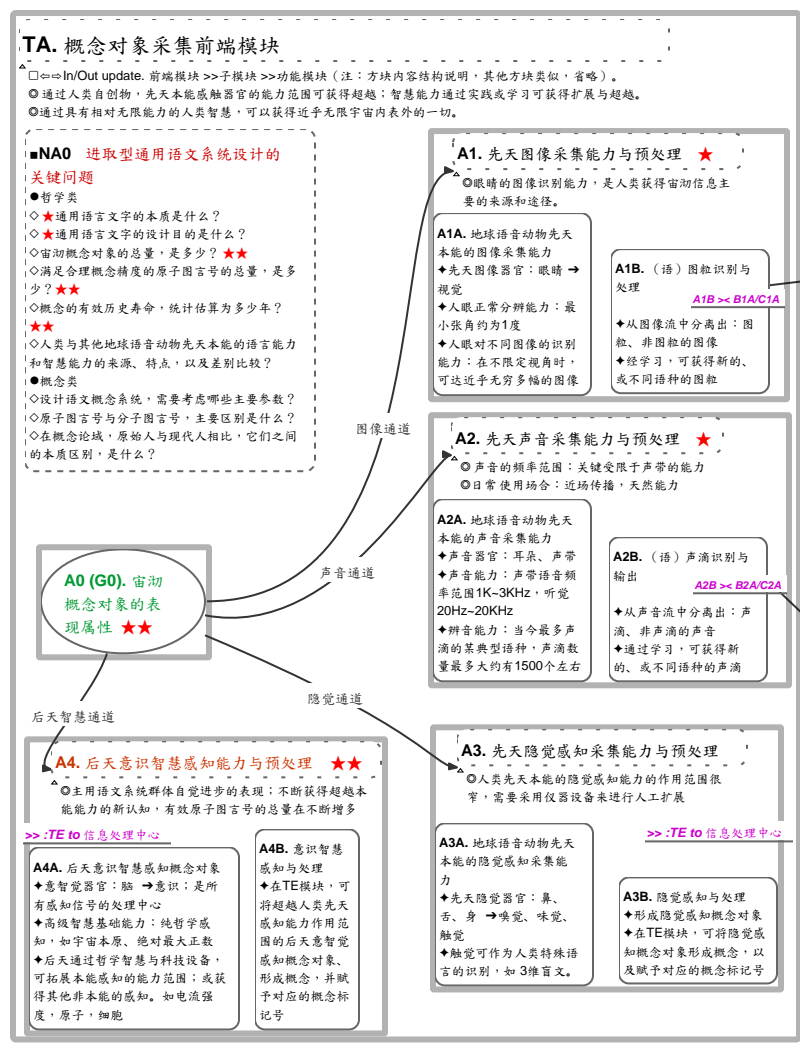 TA. 概念对象采集前端模块
□⇦⇨In/Out update. 前端模块 >>子模块 >>功能模块（注：方块内容结构说明，其他方块类似，省略）。
◎通过人类自创物，先天本能感触器官的能力范围可获得超越；智慧能力通过实践或学习可获得扩展与超越。
◎通过具有相对无限能力的人类智慧，可以获得近乎无限宇宙内表外的一切。
■NA0 进取型通用语文系统设计的
关键问题
●哲学类
◇★通用语言文字的本质是什么？
◇★通用语言文字的设计目的是什么？
◇宙沏概念对象的总量，是多少？★★
◇满足合理概念精度的原子图言号的总量，是多
少？★★
◇概念的有效历史寿命，统计估算为多少年？
★★
◇人类与其他地球语音动物先天本能的语言能力
和智慧能力的来源、特点，以及差别比较？
●概念类
◇设计语文概念系统，需要考虑哪些主要参数？
◇原子图言号与分子图言号，主要区别是什么？
◇在概念论域，原始人与现代人相比，它们之间
的本质区别，是什么？
A1. 先天图像采集能力与预处理 ★
◎眼睛的图像识别能力，是人类获得宙沏信息主
要的来源和途径。
A1A. 地球语音动物先天
本能的图像采集能力
✦先天图像器官：眼睛 ➔
视觉
✦人眼正常分辨能力：最
小张角约为1度
✦人眼对不同图像的识别
能力：在不限定视角时，
可达近乎无穷多幅的图像
A1B. （语）图粒识别与
处理
A1B >< B1A/C1A
✦从图像流中分离出：图
粒、非图粒的图像
✦经学习，可获得新的、
或不同语种的图粒
图像通道
A2. 先天声音采集能力与预处理 ★
◎声音的频率范围：关键受限于声带的能力
◎日常使用场合：近场传播，天然能力
A2A. 地球语音动物先天
本能的声音采集能力
✦声音器官：耳朵、声带
✦声音能力：声带语音频
率范围1K~3KHz，听觉
20Hz~20KHz
✦辨音能力：当今最多声
滴的某典型语种，声滴数
量最多大约有1500个左右
A2B. （语）声滴识别与
输出
A2B >< B2A/C2A
✦从声音流中分离出：声
滴、非声滴的声音
✦通过学习，可获得新
的、或不同语种的声滴
声音通道
A0 (G0). 宙沏
概念对象的表
现属性 ★★
隐觉通道
后天智慧通道
A4. 后天意识智慧感知能力与预处理 ★★
◎主用语文系统群体自觉进步的表现；不断获得超越本
能能力的新认知，有效原子图言号的总量在不断增多
>> :TE to 信息处理中心
A4A. 后天意识智慧感知概念对象
✦意智觉器官：脑 ➔意识；是所
有感知信号的处理中心
✦高级智慧基础能力：纯哲学感
知，如宇宙本原、绝对最大正数
✦后天通过哲学智慧与科技设备，
可拓展本能感知的能力范围；或获
得其他非本能的感知。如电流强
度，原子，细胞
A4B. 意识智慧
感知与处理
✦在TE模块，可
将超越人类先天
感知能力作用范
围的后天意智觉
感知概念对象、
形成概念，并赋
予对应的概念标
记号
A3. 先天隐觉感知采集能力与预处理
◎人类先天本能的隐觉感知能力的作用范围很
窄，需要采用仪器设备来进行人工扩展
>> :TE to 信息处理中心
A3A. 地球语音动物先天
本能的隐觉感知采集能
力
✦先天隐觉器官：鼻、
舌、身 ➔嗅觉、味觉、
触觉
✦触觉可作为人类特殊语
言的识别，如 3维盲文。
A3B. 隐觉感知与处理
✦形成隐觉感知概念对象
✦在TE模块，可将隐觉感
知概念对象形成概念，以
及赋予对应的概念标记号